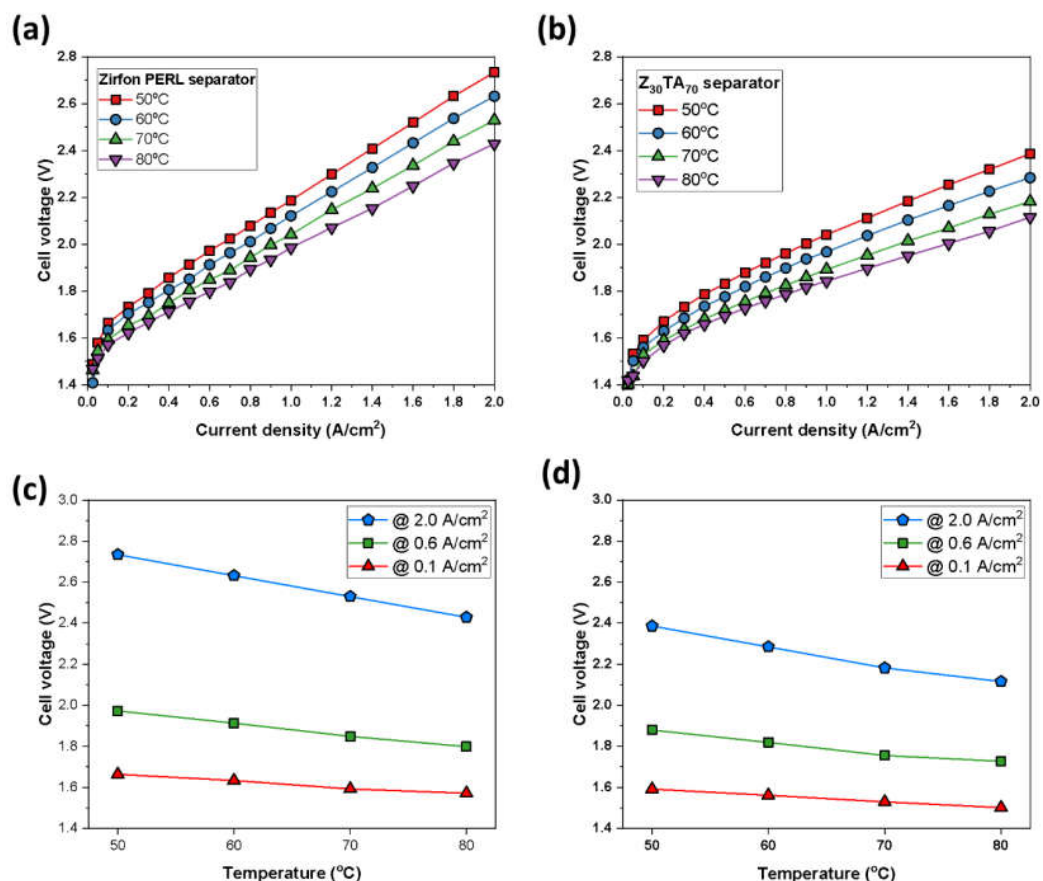 (a)
Zirfon PERL separator
50ºC
60ºC
70ºC
80ºC
Cell voltage (V)
2.8
2.6
2.4
2.2
2.0
1.8
1.6
1.4
0.0 0.2 0.4 0.6 0.8 1.0 1.2 1.4 1.6 1.8 2.0
Current density (A/cm²)
(b)
Z₃₀TA₇₀ separator
50°C
60°C
70°C
80°C
Cell voltage (V)
2.8
2.6
2.4
2.2
2.0
1.8
1.6
1.4
0.0 0.2 0.4 0.6 0.8 1.0 1.2 1.4 1.6 1.8 2.0
Current density (A/cm²)
(c)
@ 2.0 A/cm²
@ 0.6 A/cm²
@ 0.1 A/cm²
Cell voltage (V)
3.0
2.8
2.6
2.4
2.2
2.0
1.8
1.6
1.4
50 60 70 80
Temperature (°C)
(d)
@ 2.0 A/cm²
@ 0.6 A/cm²
@ 0.1 A/cm²
Cell voltage (V)
3.0
2.8
2.6
2.4
2.2
2.0
1.8
1.6
1.4
50 60 70 80
Temperature (°C)